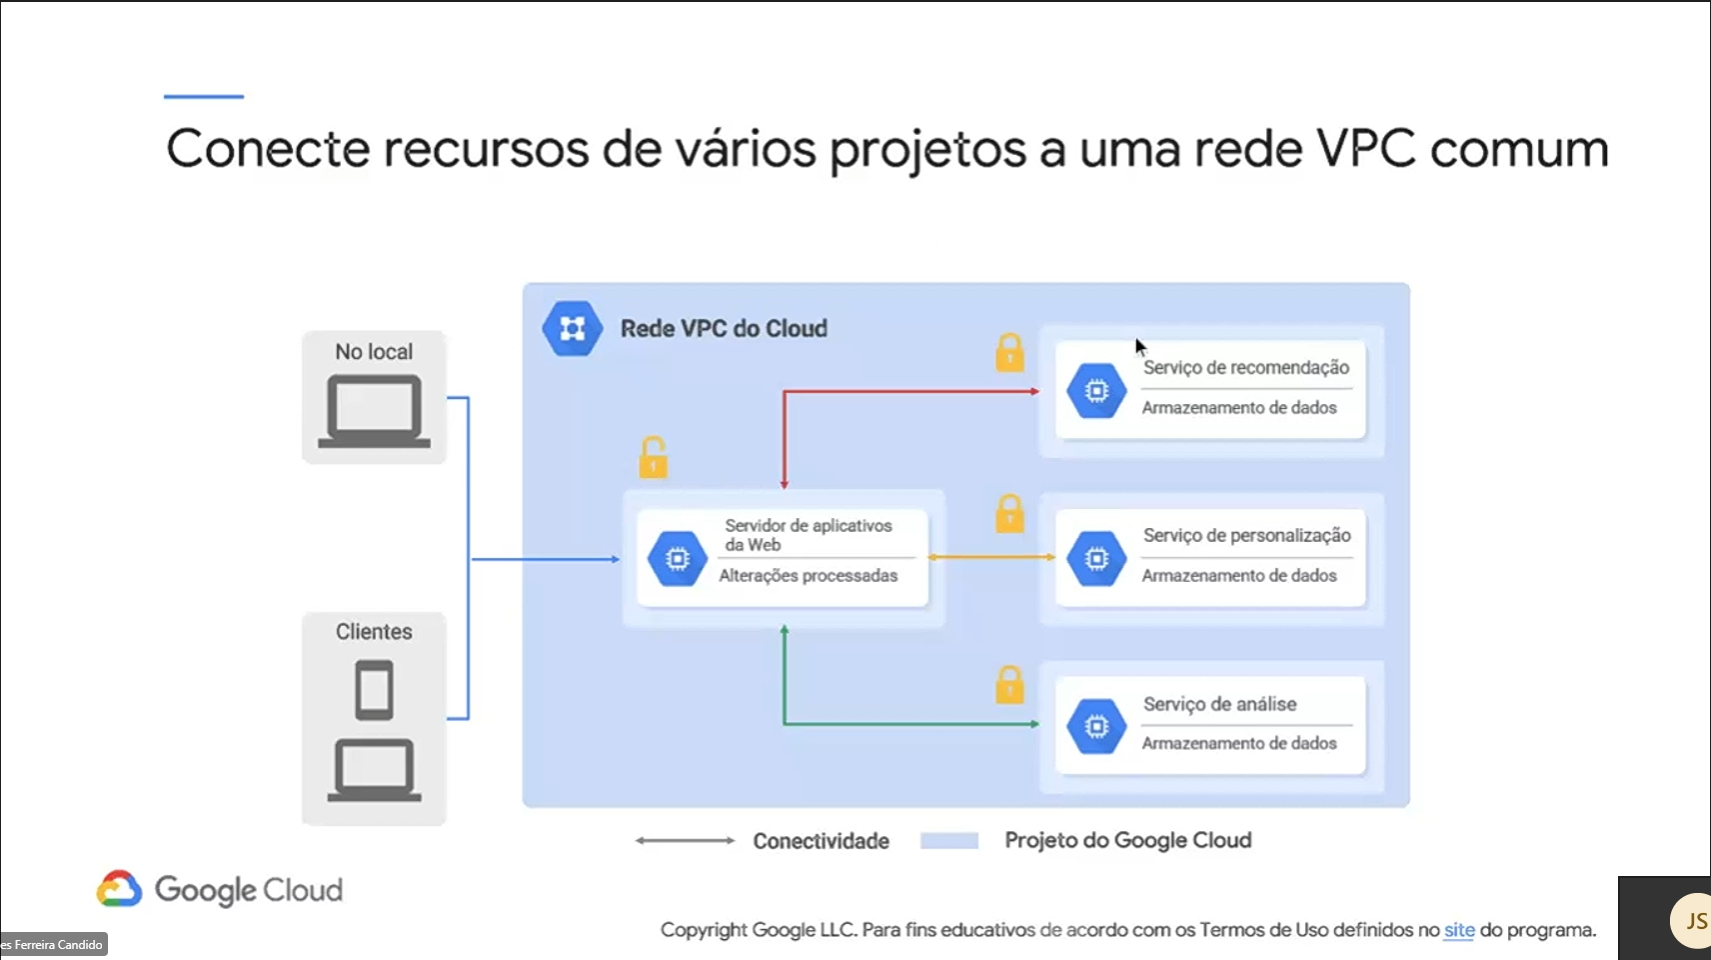 Conecte recursos de vários projetos a uma rede VPC comum
No local
Clientes
Rede VPC do Cloud
Servidor de aplicativos
da Web
Alterações processadas
Serviço de recomendação
Armazenamento de dados
Serviço de personalização
Armazenamento de dados
Serviço de análise
Armazenamento de dados
Conectividade
Projeto do Google Cloud
Google Cloud
Copyright Google LLC. Para fins educativos de acordo com os Termos de Uso definidos no site do programa.
es Ferreira Candido
JS